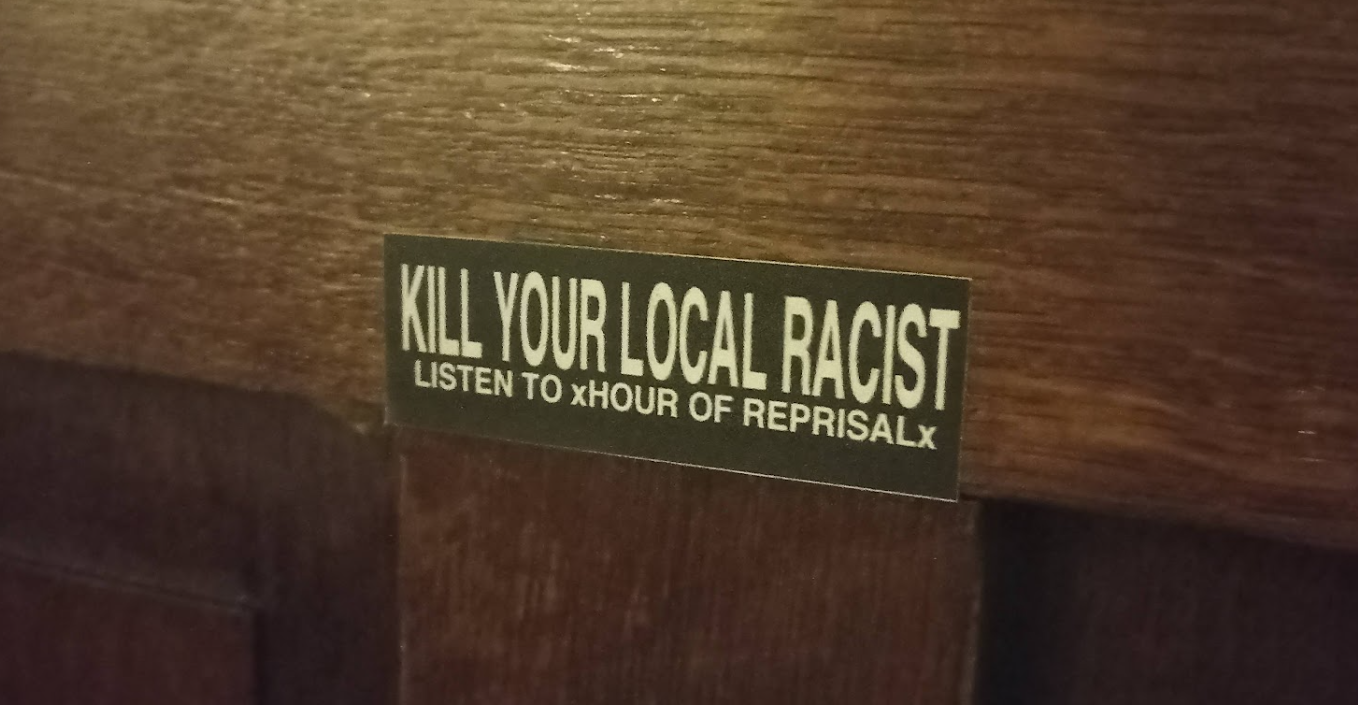 KILL YOUR LOCAL RACIST
LISTEN TO xHOUR OF REPRISALx